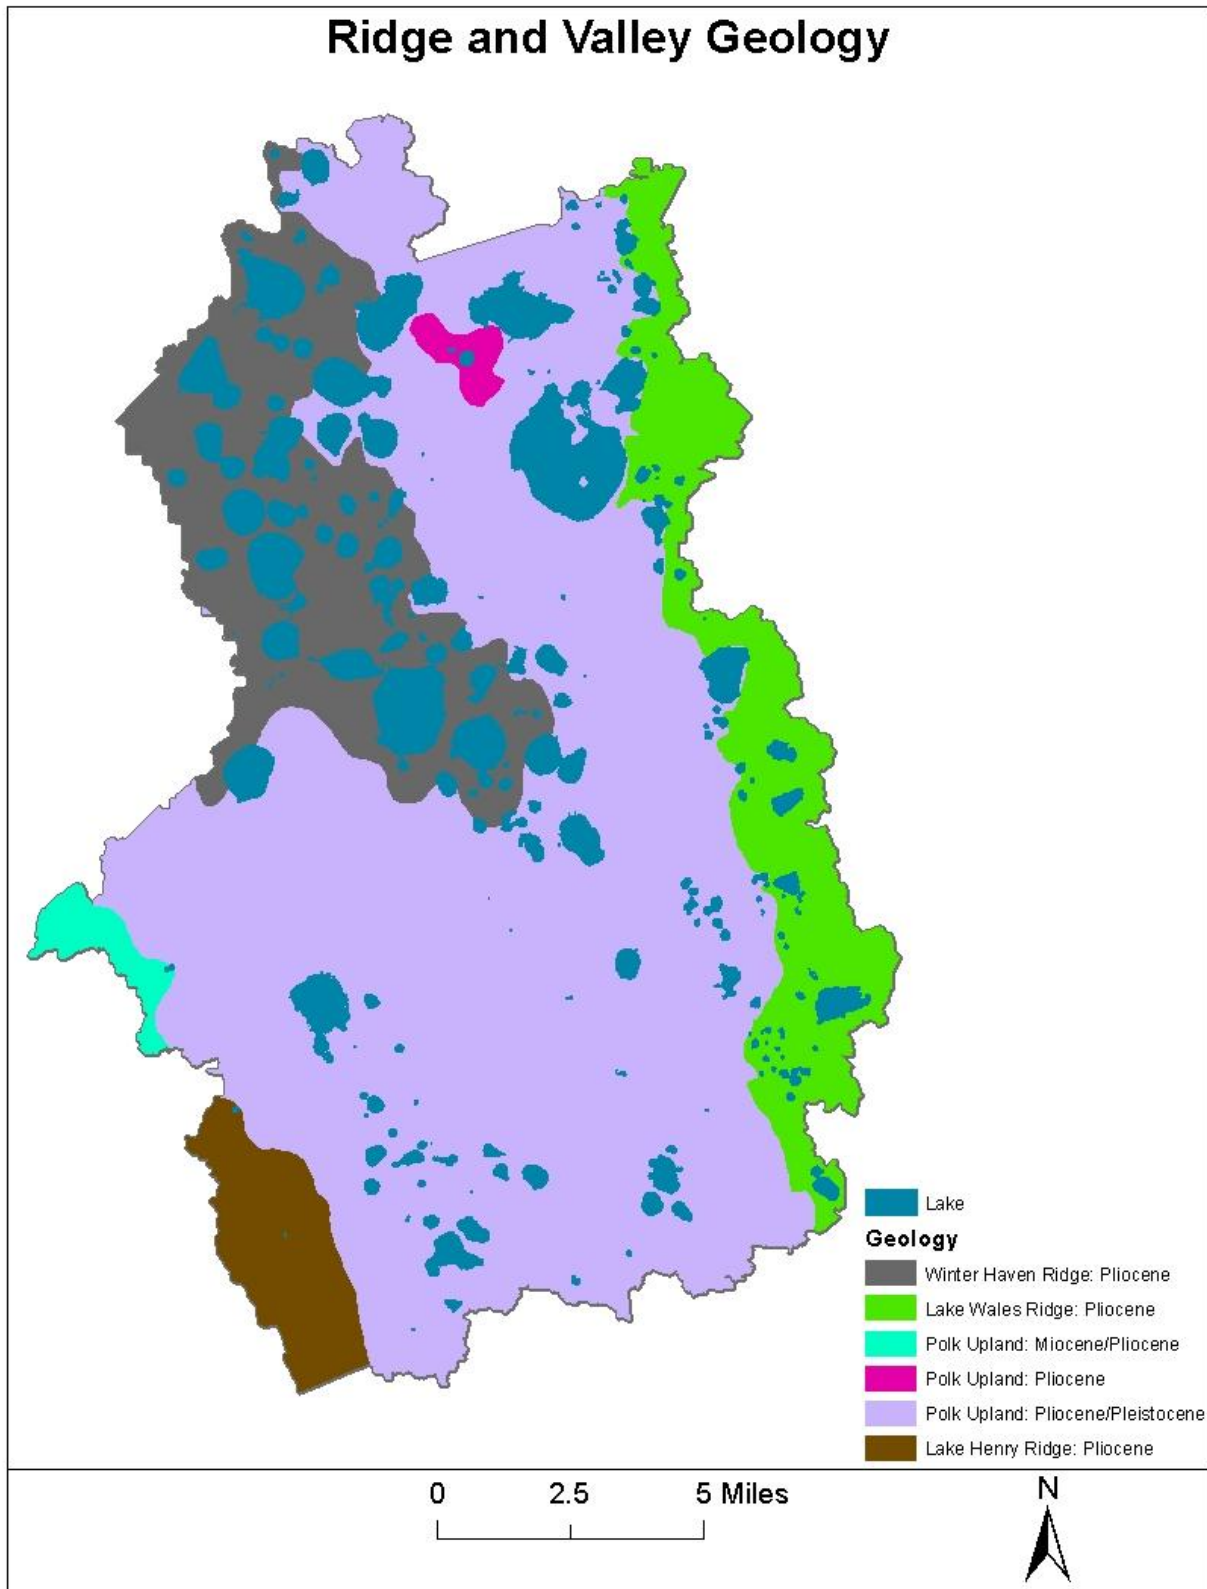 Ridge and Valley Geology
Lake
Geology
Winter Haven Ridge: Pliocene
Lake Wales Ridge: Pliocene
Polk Upland: Miocene/Pliocene
Polk Upland: Pliocene
Polk Upland: Pliocene/Pleistocene
Lake Henry Ridge: Pliocene
0 2.5 5 Miles
N